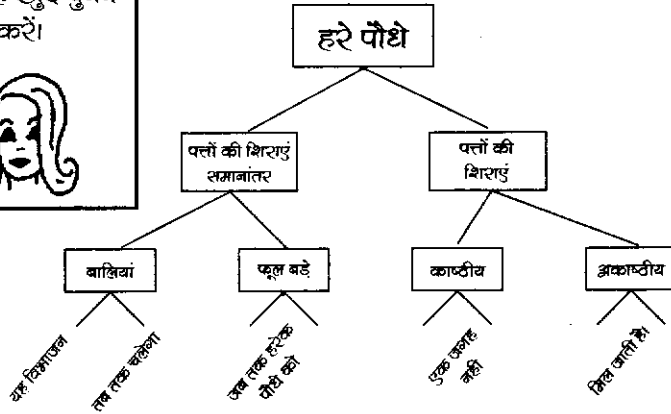 करें।
हरे पौधे
पत्तों की शिराएं
समानांतर
पत्तों की
शिराएं
बालियां
फूल बड़े
काष्ठीय
अकाष्ठीय
यह विभाजन
तब तक चलेगा
जब तक हरेक
पौधे को
एक जगह
नहीं
मिल जाती है।